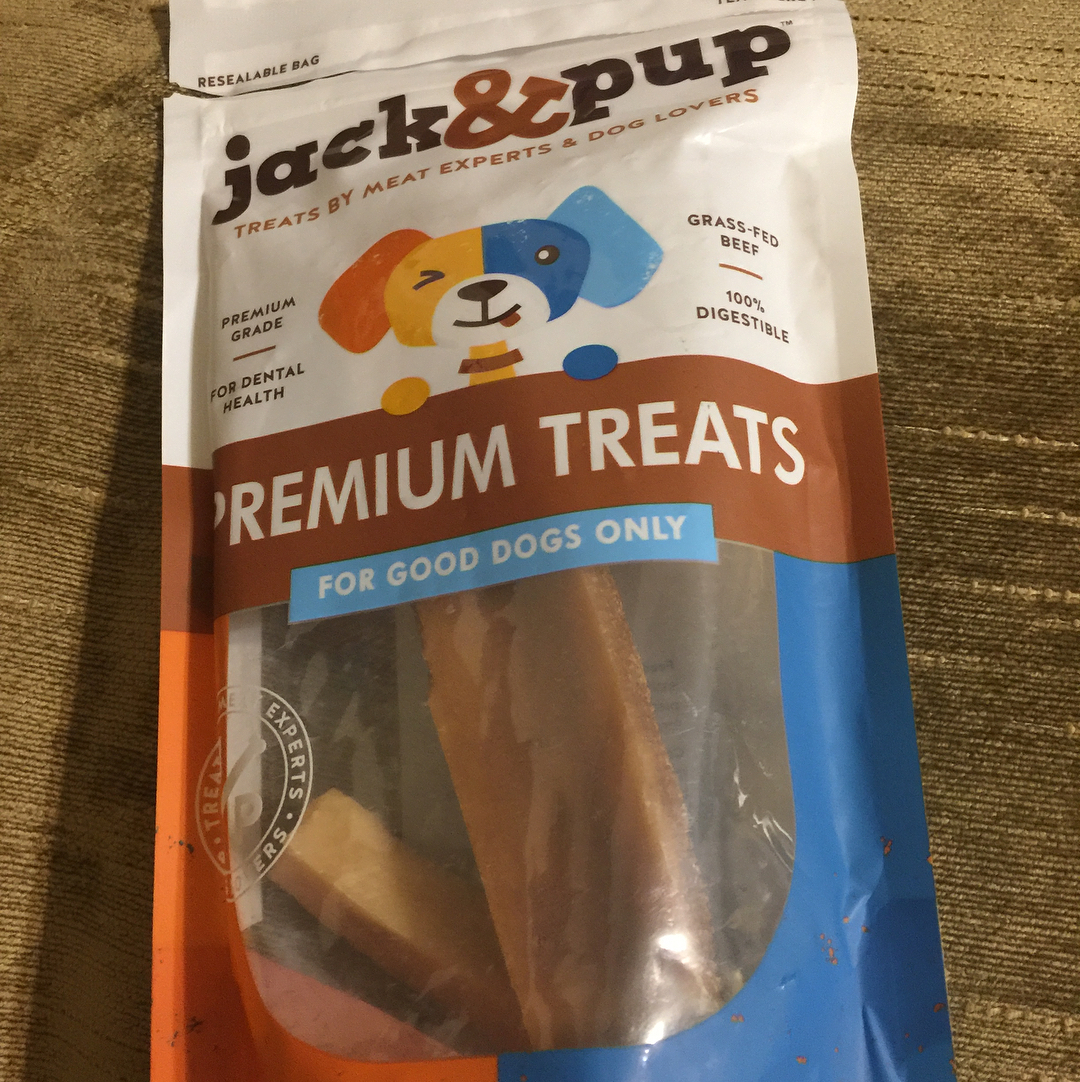 RESEALABLE BAG
jack&pup™
TREATS BY MEAT EXPERTS & DOG LOVERS
PREMIUM
GRADE
FOR DENTAL
HEALTH
GRASS-FED
BEEF
100%
DIGESTIBLE
PREMIUM TREATS
FOR GOOD DOGS ONLY
EXPERTS